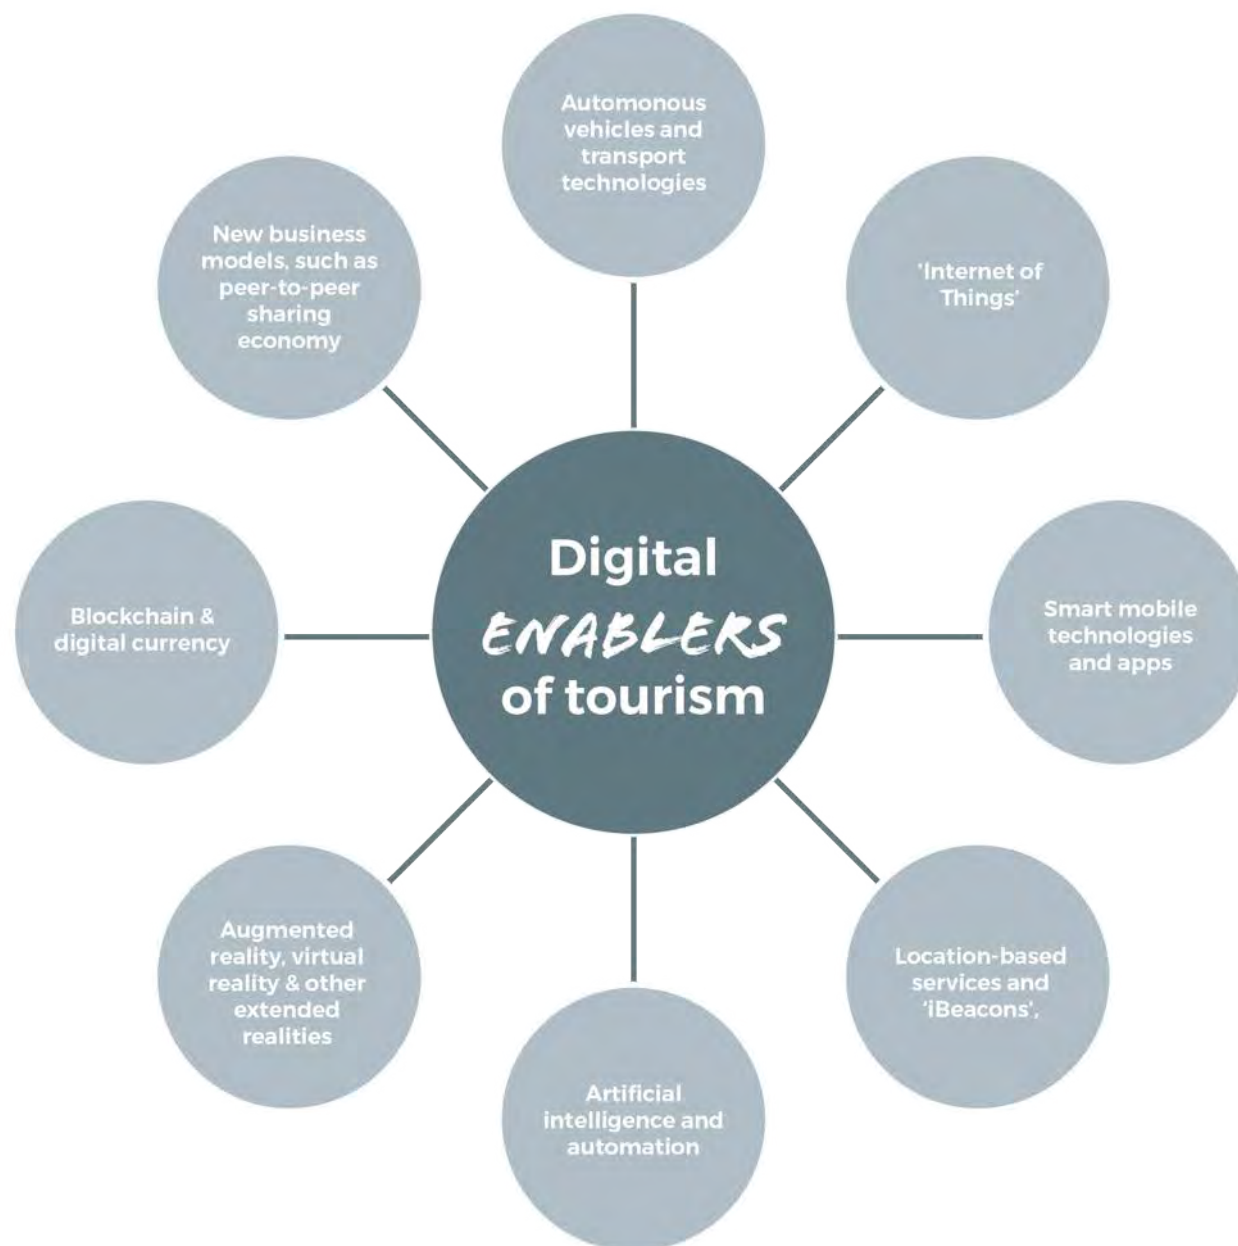 Automonous
vehicles and
transport
technologies
'Internet of
Things'
Smart mobile
technologies
and apps
Location-based
services and
'iBeacons',
Artificial
intelligence and
automation
Augmented
reality, virtual
reality & other
extended
realities
Blockchain &
digital currency
New business
models, such as
peer-to-peer
sharing
economy
Digital
ENABLERS
of tourism